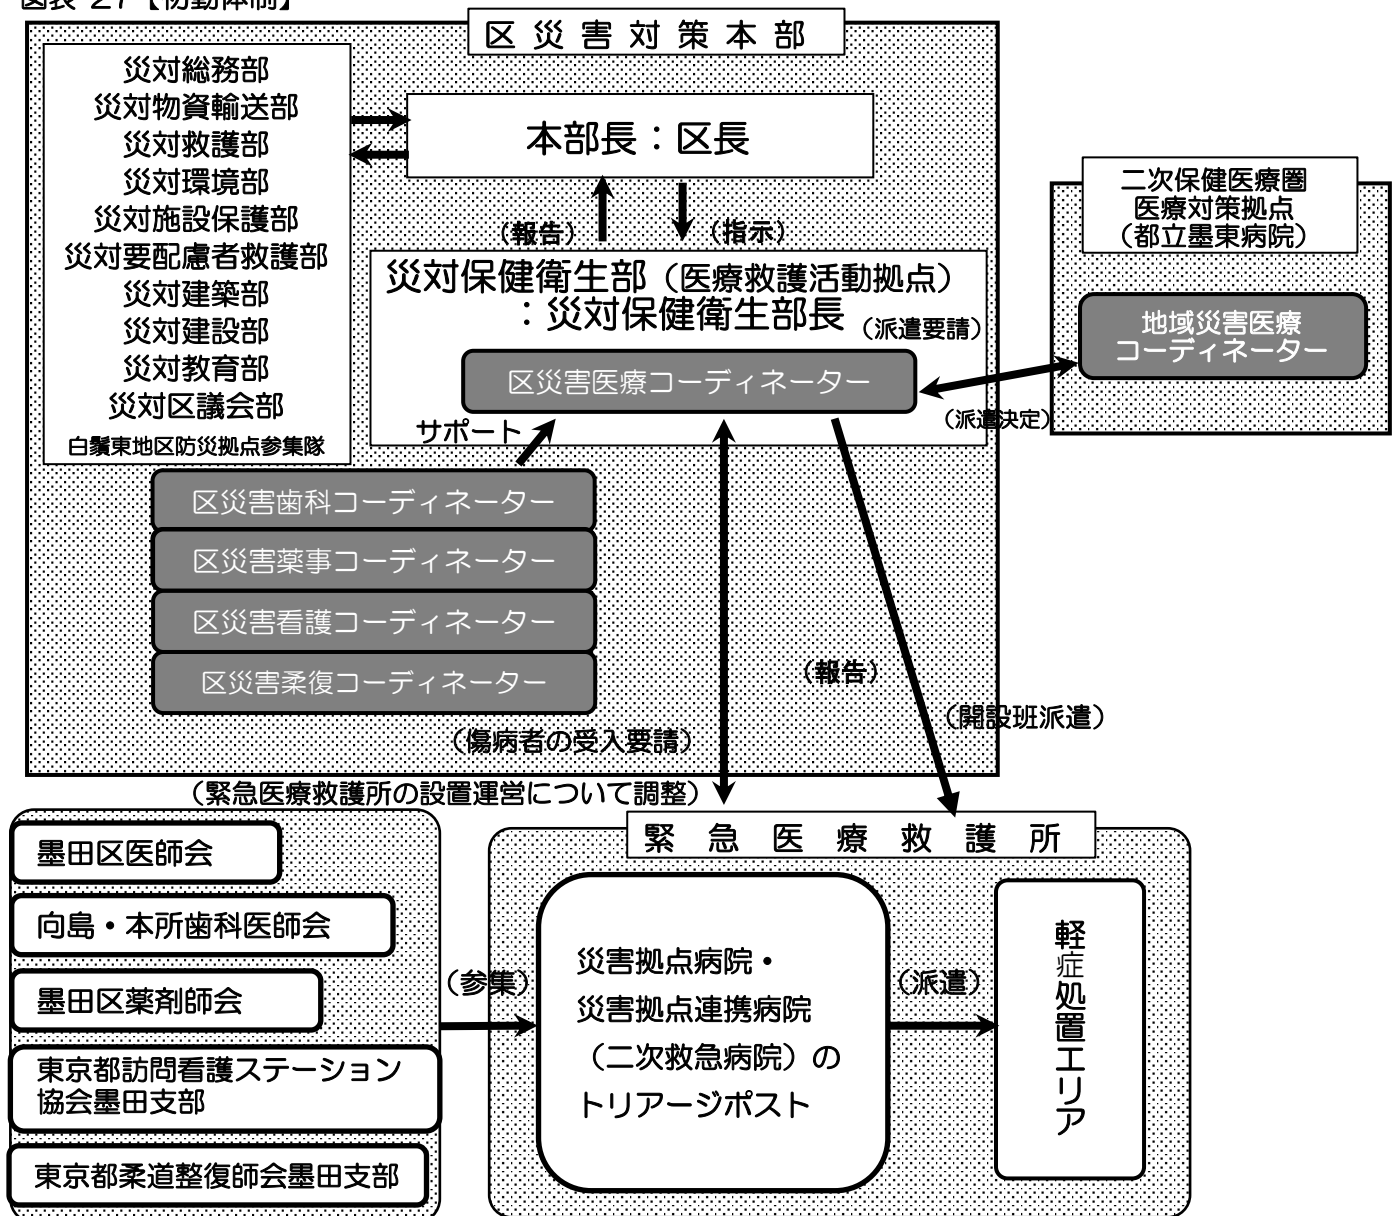 図表 27【初動体制】
区災害対策本部
災対総務部
災対物資輸送部
災対救護部
災対環境部
災対施設保護部
災対要配慮者救護部
災対建築部
災対建設部
災対教育部
災対区議会部
白鬚東地区防災拠点参集隊
本部長：区長
（報告）
（指示）
災対保健衛生部（医療救護活動拠点）
：災対保健衛生部長
（派遣要請）
区災害医療コーディネーター
（派遣決定）
サポート
二次保健医療圏
医療対策拠点
（都立墨東病院）
地域災害医療
コーディネーター
区災害歯科コーディネーター
区災害薬事コーディネーター
区災害看護コーディネーター
区災害柔復コーディネーター
（報告）
（開設班派遣）
（傷病者の受入要請）
（緊急医療救護所の設置運営について調整）
墨田区医師会
向島・本所歯科医師会
墨田区薬剤師会
東京都訪問看護ステーション
協会墨田支部
東京都柔道整復師会墨田支部
（参集）
緊急医療救護所
災害拠点病院・
災害拠点連携病院
（二次救急病院）の
トリアージポスト
（派遣）
軽症処置エリア